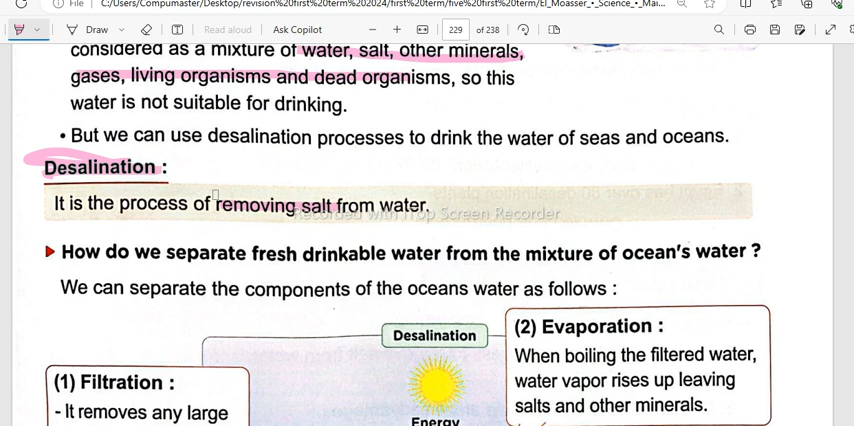 File
C:/Users/Compumaster/Desktop/revision%20first%20term%202024/first%20term/five%20first%20term/El_Moasser_•_Science_•_Mai...
Draw
Read aloud
Ask Copilot
229 of 238
considered as a mixture of water, salt, other minerals,
gases, living organisms and dead organisms, so this
water is not suitable for drinking.
• But we can use desalination processes to drink the water of seas and oceans.
Desalination :
It is the process of removing salt from water.
Recorded with iTop Screen Recorder
How do we separate fresh drinkable water from the mixture of ocean's water ?
We can separate the components of the oceans water as follows :
Desalination
(2) Evaporation :
When boiling the filtered water,
water vapor rises up leaving
salts and other minerals.
(1) Filtration :
- It removes any large
Energy